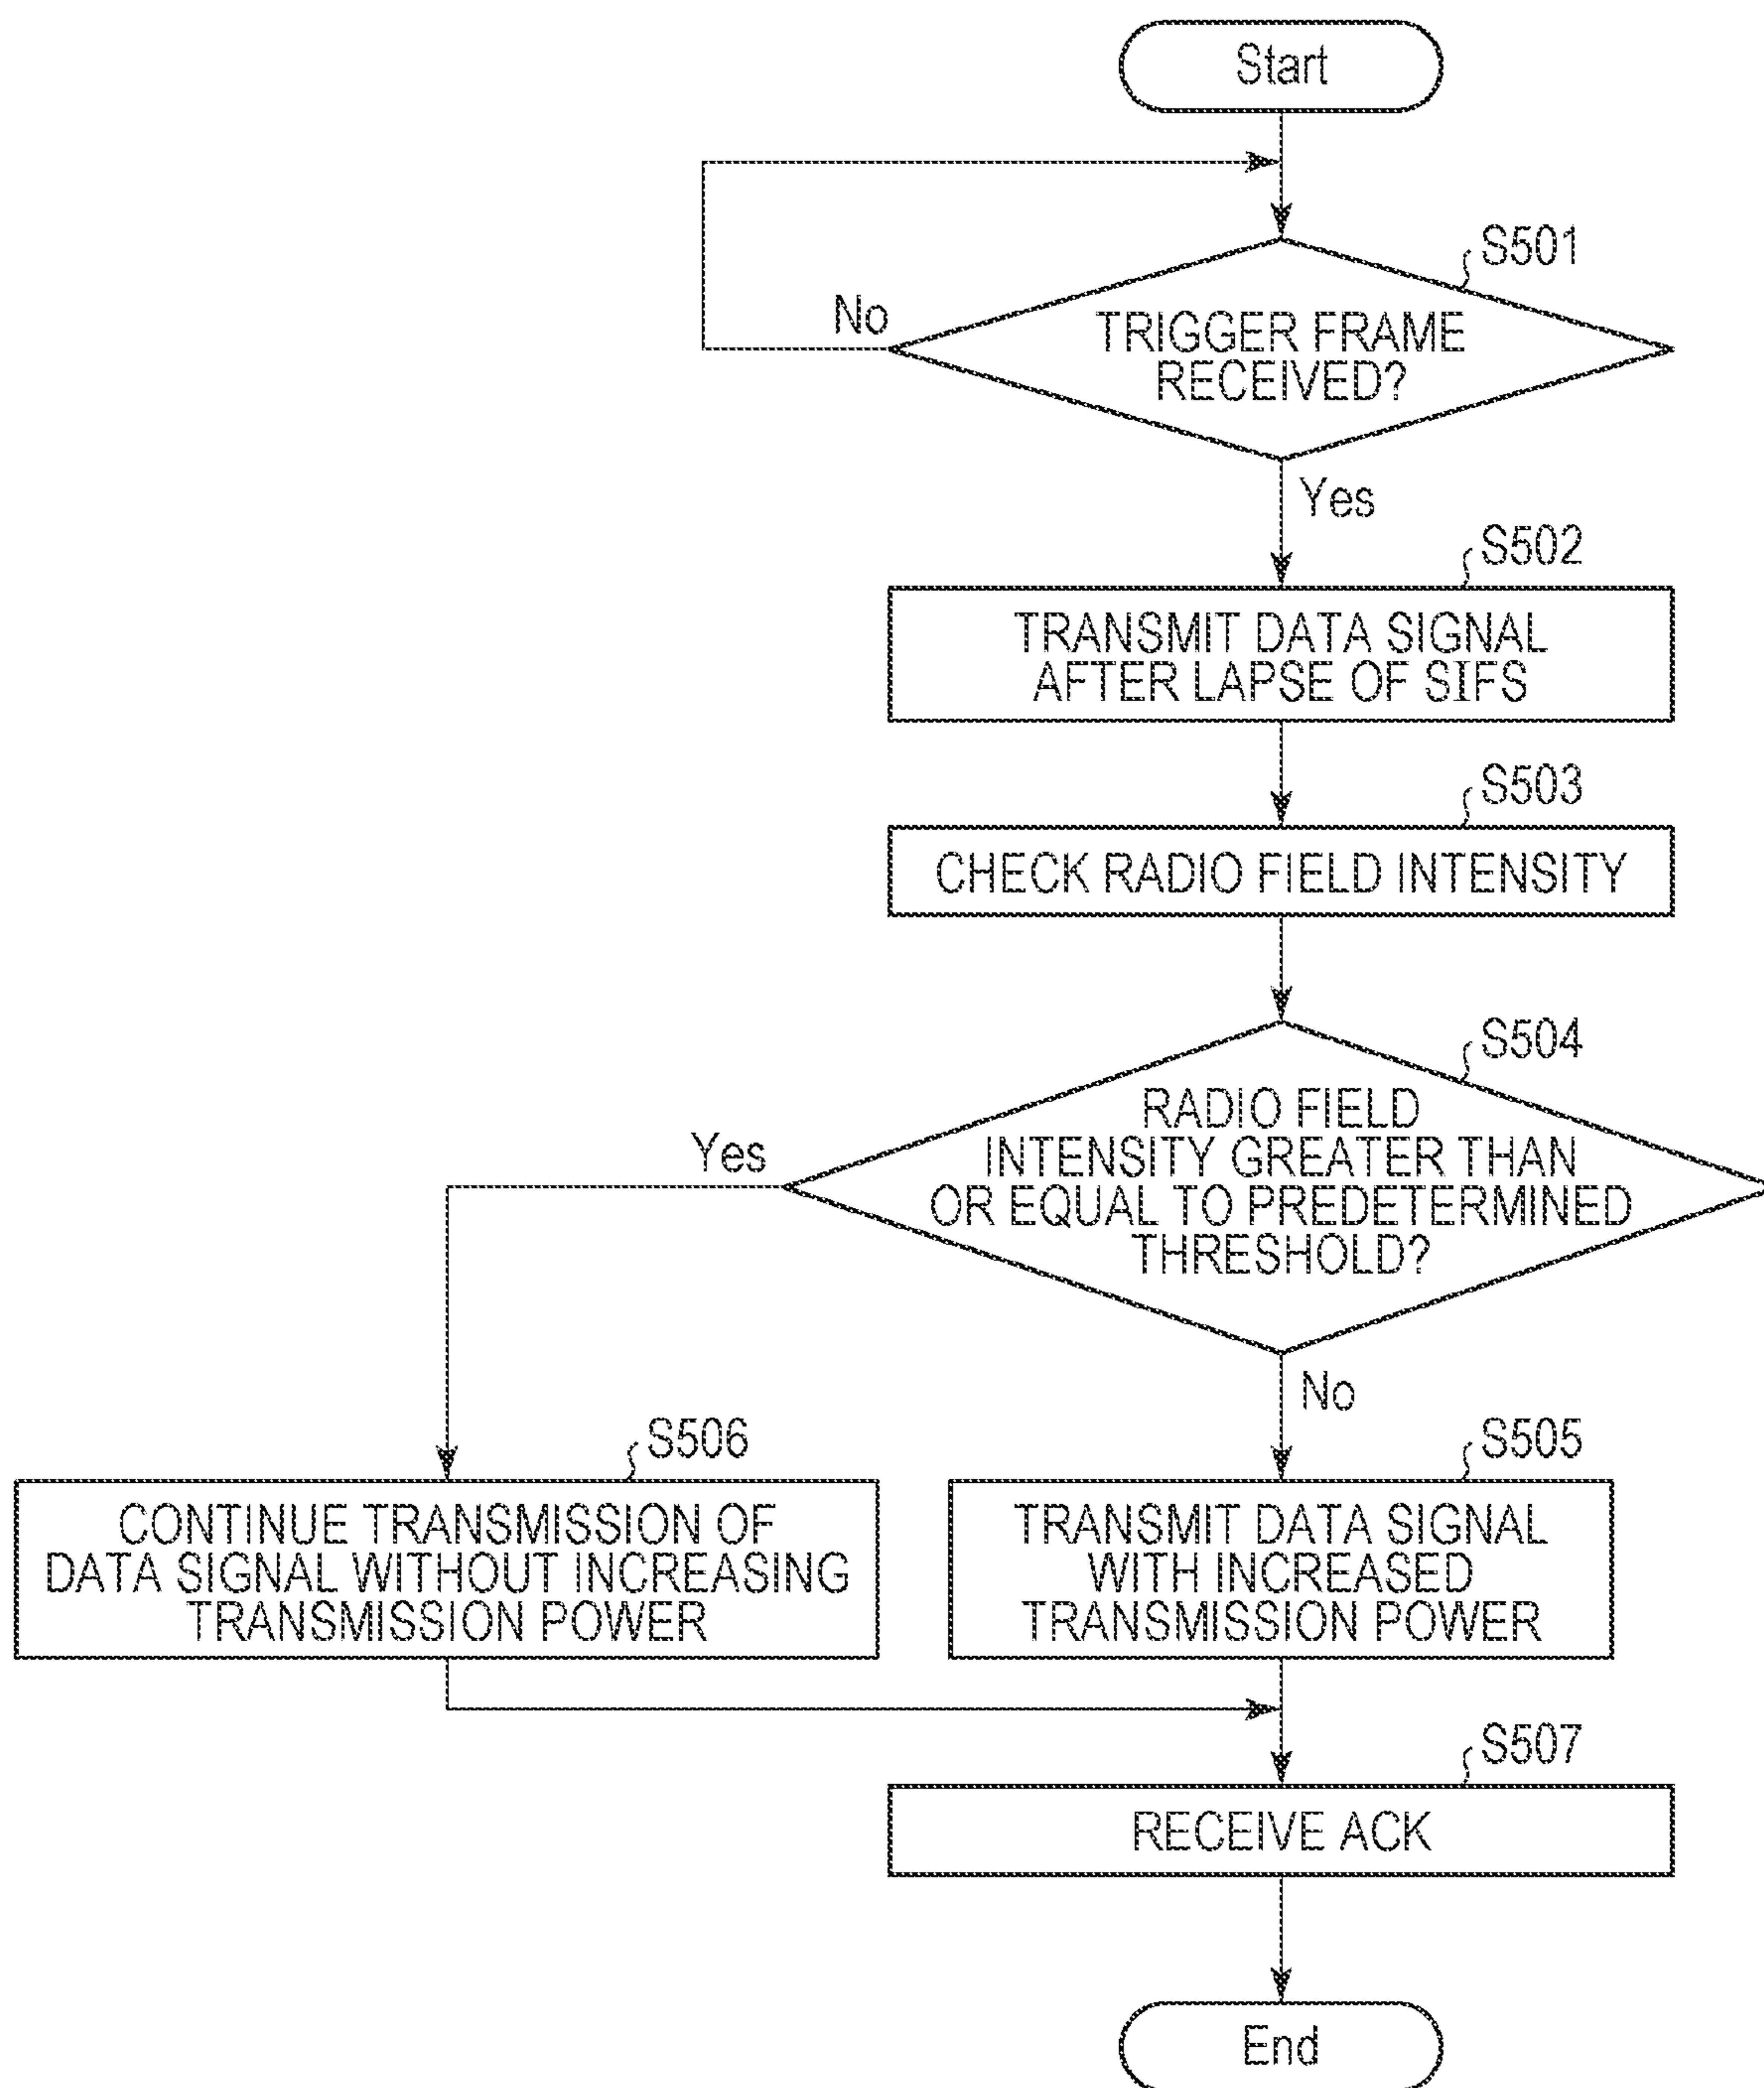 Start
S501
No
TRIGGER FRAME
RECEIVED?
Yes
S502
TRANSMIT DATA SIGNAL
AFTER LAPSE OF SIFS
S503
CHECK RADIO FIELD INTENSITY
S504
RADIO FIELD
INTENSITY GREATER THAN
OR EQUAL TO PREDETERMINED
THRESHOLD?
Yes
No
S506
CONTINUE TRANSMISSION OF
DATA SIGNAL WITHOUT INCREASING
TRANSMISSION POWER
S505
TRANSMIT DATA SIGNAL
WITH INCREASED
TRANSMISSION POWER
S507
RECEIVE ACK
End